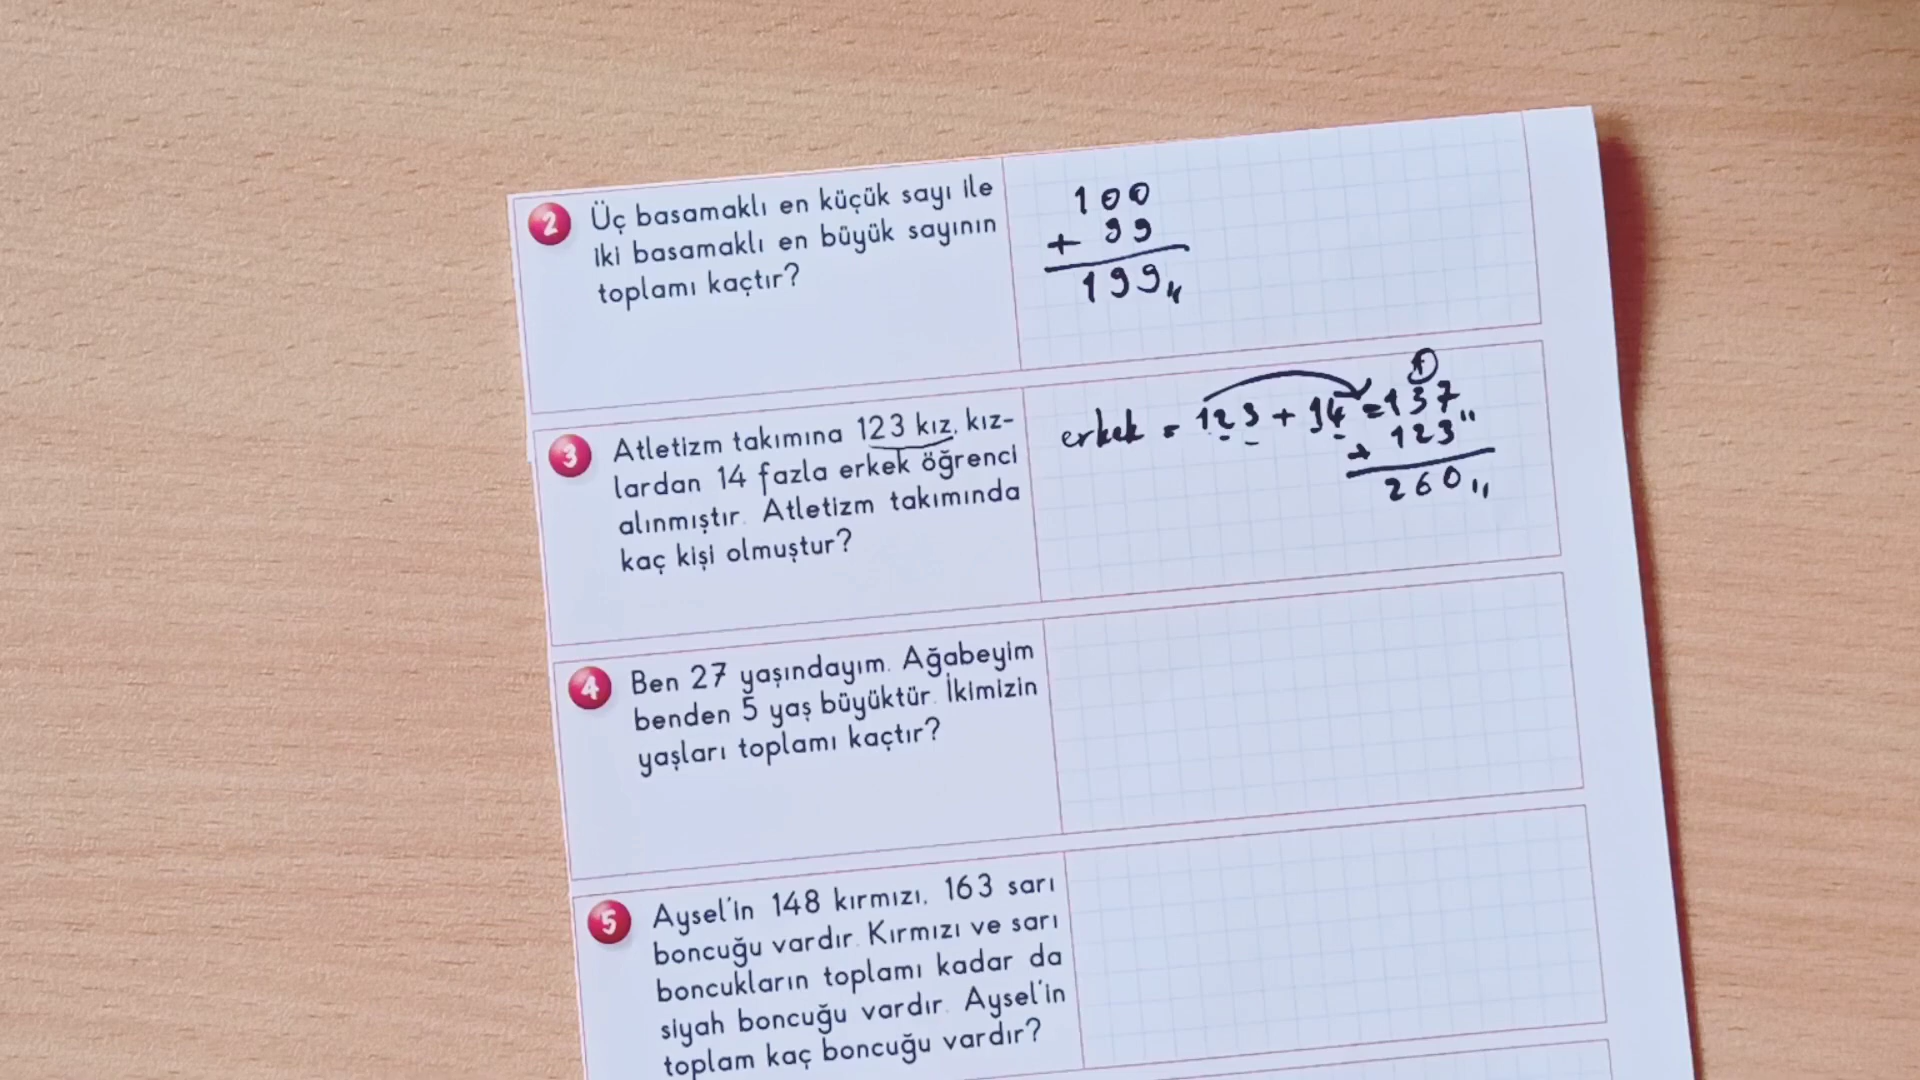 2
Üç basamaklı en küçük sayı ile
iki basamaklı en büyük sayının
toplamı kaçtır?
100
+ 99
199"
3
Atletizm takımına 123 kız, kız-
lardan 14 fazla erkek öğrenci
alınmıştır. Atletizm takımında
kaç kişi olmuştur?
1
erkek = 123 + 14 = 137"
+ 123
260"
4
Ben 27 yaşındayım. Ağabeyim
benden 5 yaş büyüktür. İkimizin
yaşları toplamı kaçtır?
5
Aysel'in 148 kırmızı, 163 sarı
boncuğu vardır. Kırmızı ve sarı
boncukların toplamı kadar da
siyah boncuğu vardır. Aysel'in
toplam kaç boncuğu vardır?